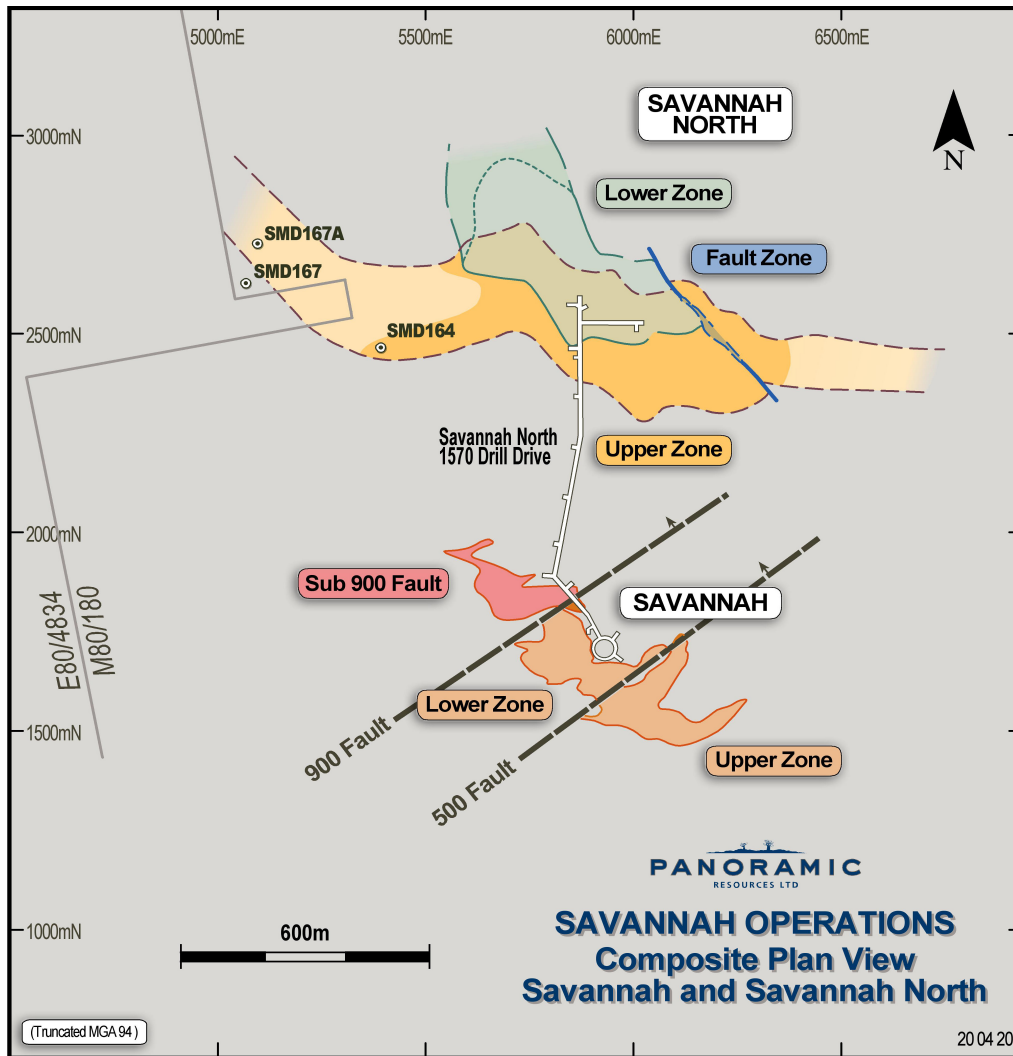 5000mE 5500mE 6000mE 6500mE
SAVANNAH
NORTH
3000mN
N
Lower Zone
SMD167A
Fault Zone
SMD167
2500mN
SMD164
Savannah North
1570 Drill Drive
Upper Zone
2000mN
Sub 900 Fault
SAVANNAH
E80/4834
M80/180
Lower Zone
1500mN
900 Fault
Upper Zone
500 Fault
PANORAMIC
RESOURCES LTD
1000mN
600m
SAVANNAH OPERATIONS
Composite Plan View
Savannah and Savannah North
(Truncated MGA 94 )
20 04 20